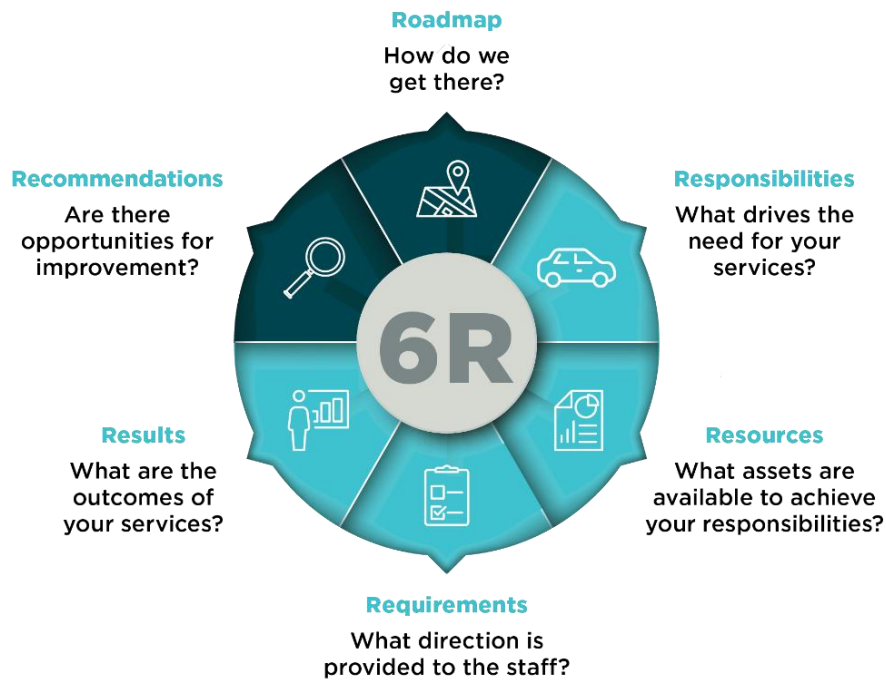 Roadmap
How do we
get there?
Recommendations
Are there
opportunities for
improvement?
Responsibilities
What drives the
need for your
services?
6R
Results
What are the
outcomes of
your services?
Resources
What assets are
available to achieve
your responsibilities?
Requirements
What direction is
provided to the staff?